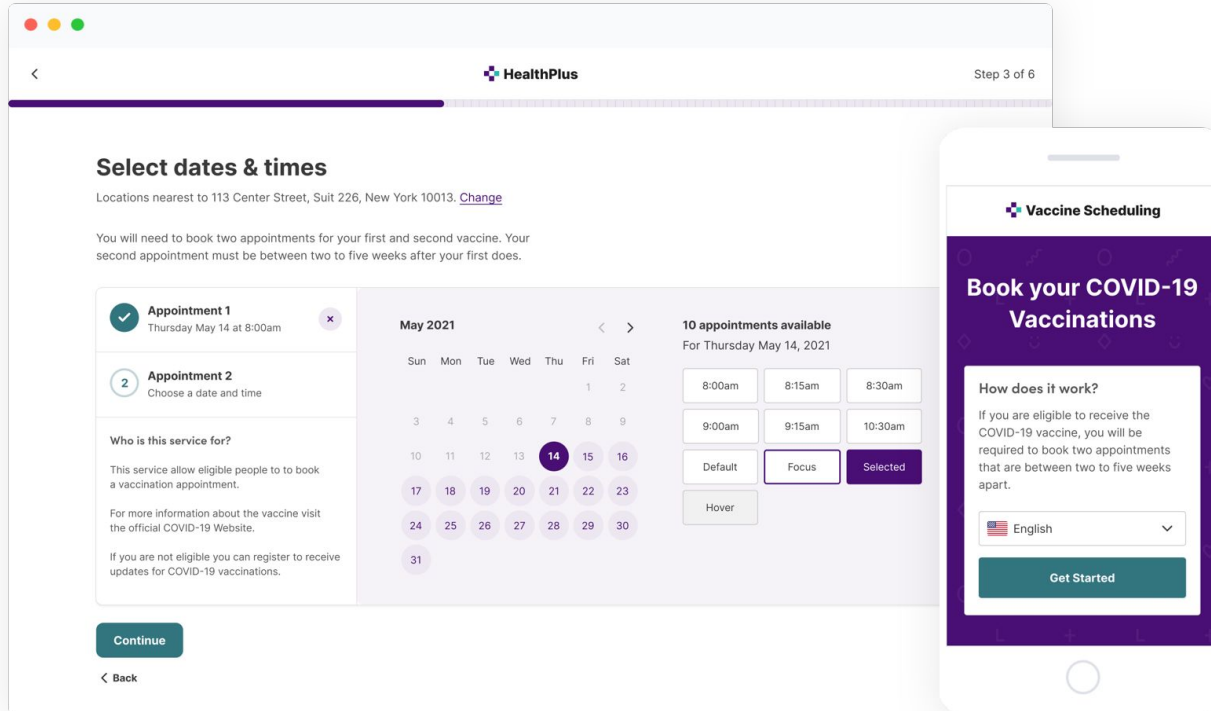 HealthPlus
Step 3 of 6
Select dates & times
Locations nearest to 113 Center Street, Suit 226, New York 10013. Change
You will need to book two appointments for your first and second vaccine. Your
second appointment must be between two to five weeks after your first does.
Appointment 1
Thursday May 14 at 8:00am
2
Appointment 2
Choose a date and time
Who is this service for?
This service allow eligible people to to book
a vaccination appointment.
For more information about the vaccine visit
the official COVID-19 Website.
If you are not eligible you can register to receive
updates for COVID-19 vaccinations.
May 2021
Sun Mon Tue Wed Thu Fri Sat
1 2
3 4 5 6 7 8 9
10 11 12 13 14 15 16
17 18 19 20 21 22 23
24 25 26 27 28 29 30
31
10 appointments available
For Thursday May 14, 2021
8:00am 8:15am 8:30am
9:00am 9:15am 10:30am
Default Focus Selected
Hover
Continue
Back
Vaccine Scheduling
Book your COVID-19
Vaccinations
How does it work?
If you are eligible to receive the
COVID-19 vaccine, you will be
required to book two appointments
that are between two to five weeks
apart.
English
Get Started